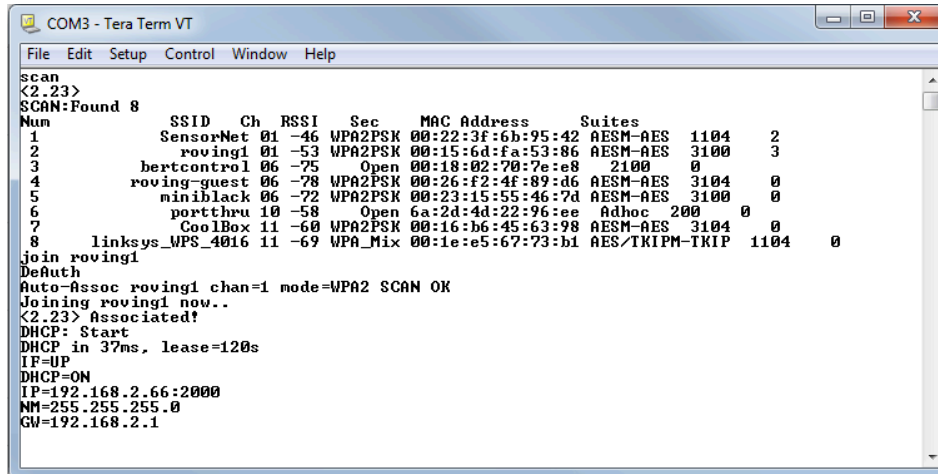 COM3 - Tera Term VT
File Edit Setup Control Window Help
scan
<2.23>
SCAN:Found 8
Num SSID Ch RSSI Sec MAC Address Suites
1 SensorNet 01 -46 WPA2PSK 00:22:3f:6b:95:42 AESM-AES 1104 2
2 roving1 01 -53 WPA2PSK 00:15:6d:fa:53:86 AESM-AES 3100 3
3 bertcontrol 06 -75 Open 00:18:02:70:7e:e8 2100 0
4 roving-guest 06 -78 WPA2PSK 00:26:f2:4f:89:d6 AESM-AES 3104 0
5 miniblack 06 -72 WPA2PSK 00:23:15:55:46:7d AESM-AES 3100 0
6 portthru 10 -58 Open 6a:2d:4d:22:96:ee Adhoc 200 0
7 CoolBox 11 -60 WPA2PSK 00:16:b6:45:63:98 AESM-AES 3104 0
8 linksys_WPS_4016 11 -69 WPA_Mix 00:1e:e5:67:73:b1 AES/TKIPM-TKIP 1104 0
join roving1
DeAuth
Auto-Assoc roving1 chan=1 mode=WPA2 SCAN OK
Joining roving1 now..
<2.23> Associated!
DHCP: Start
DHCP in 37ms, lease=120s
IF=UP
DHCP=ON
IP=192.168.2.66:2000
NM=255.255.255.0
GW=192.168.2.1